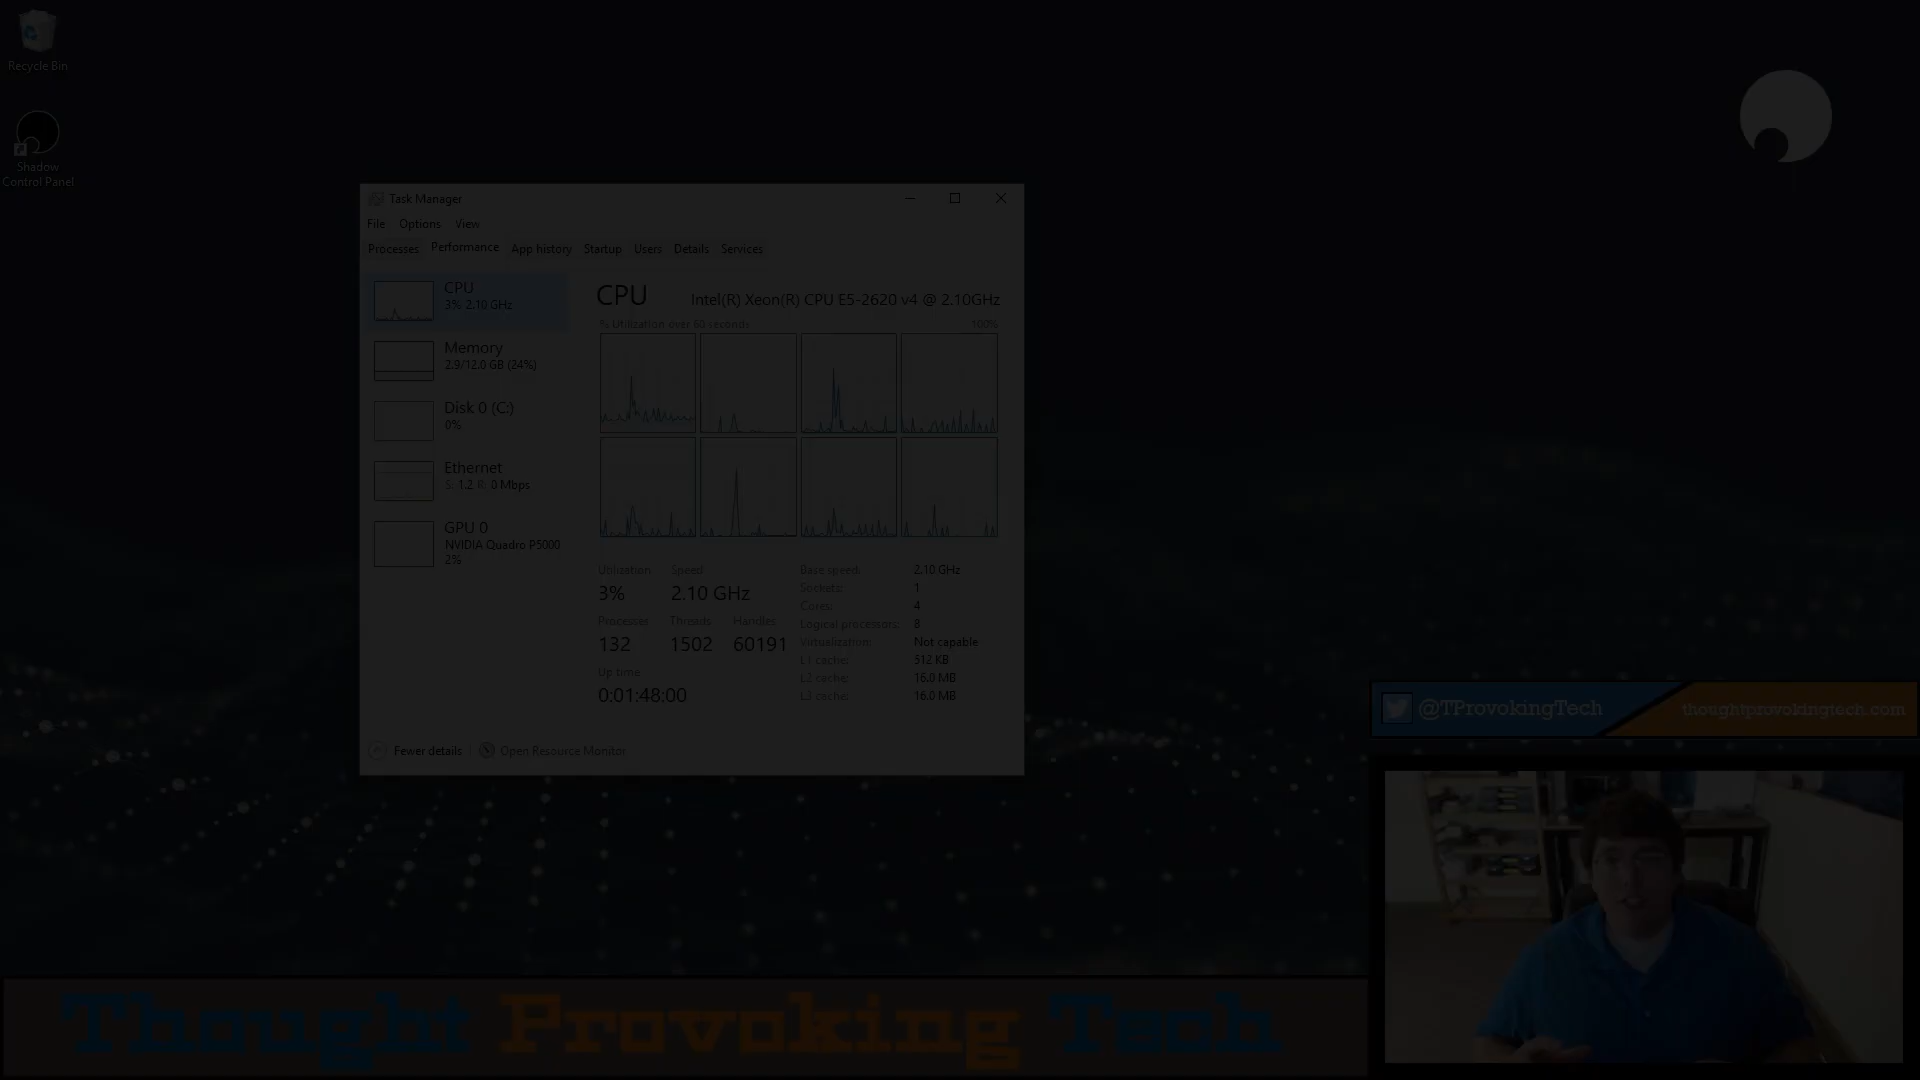 Recycle Bin
Shadow
Control Panel
Task Manager
File Options View
Processes Performance App history Startup Users Details Services
CPU
3% 2.10 GHz
Memory
2.9/12.0 GB (24%)
Disk 0 (C:)
0%
Ethernet
S: 1.2 R: 0 Mbps
GPU 0
NVIDIA Quadro P5000
2%
CPU Intel(R) Xeon(R) CPU E5-2620 v4 @ 2.10GHz
% Utilization over 60 seconds 100%
Utilization Speed
3% 2.10 GHz
Processes Threads Handles
132 1502 60191
Up time
0:01:48:00
Base speed: 2.10 GHz
Sockets: 1
Cores: 4
Logical processors: 8
Virtualization: Not capable
L1 cache: 512 KB
L2 cache: 16.0 MB
L3 cache: 16.0 MB
Fewer details Open Resource Monitor
@TProvokingTech thoughtprovokingtech.com
Thought Provoking Tech